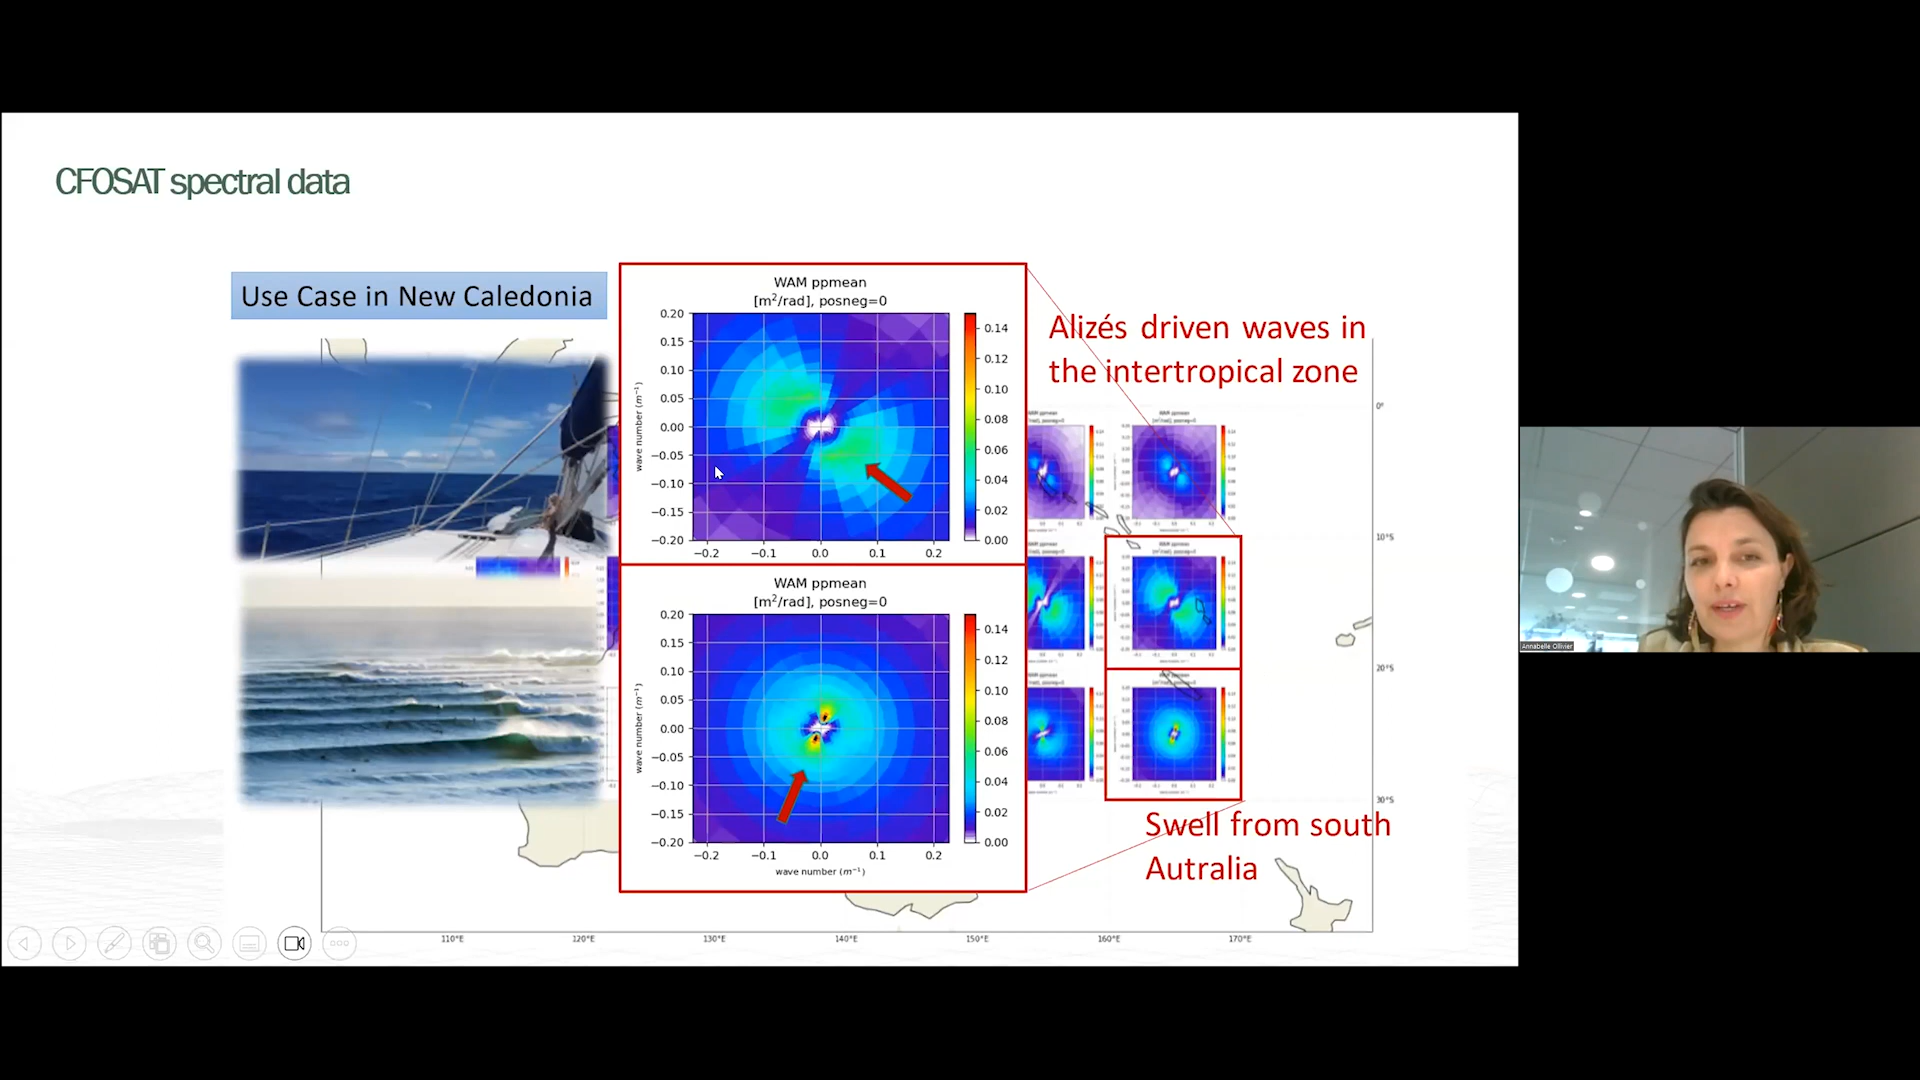 CFOSAT spectral data
Use Case in New Caledonia
WAM ppmean
[m²/rad], posneg=0
0.20
0.15
0.10
0.05
0.00
−0.05
−0.10
−0.15
−0.20
wave number (m⁻¹)
−0.2
−0.1
0.0
0.1
0.2
0.14
0.12
0.10
0.08
0.06
0.04
0.02
0.00
WAM ppmean
[m²/rad], posneg=0
0.20
0.15
0.10
0.05
0.00
−0.05
−0.10
−0.15
−0.20
wave number (m⁻¹)
−0.2
−0.1
0.0
0.1
0.2
wave number (m⁻¹)
0.14
0.12
0.10
0.08
0.06
0.04
0.02
0.00
Alizés driven waves in
the intertropical zone
Swell from south
Autralia
0°
10°S
20°S
30°S
110°E
120°E
130°E
140°E
150°E
160°E
170°E
Annabelle Ollivier